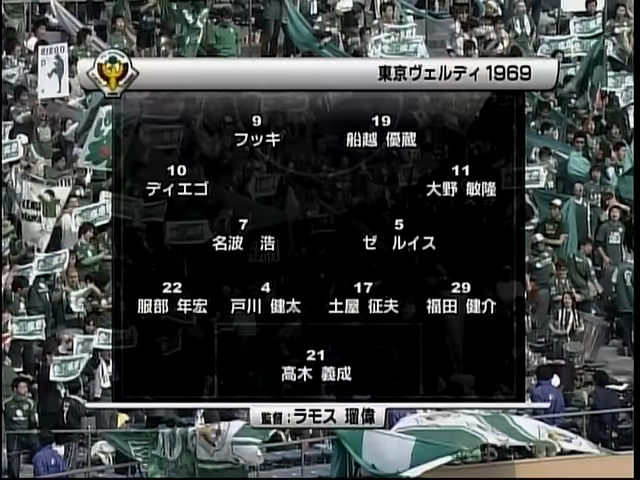 東京ヴェルディ1969
9 19
フッキ 船越 優蔵
10 11
ディエゴ 大野 敏隆
7 5
名波 浩 ゼ ルイス
22 4 17 29
服部 年宏 戸川 健太 土屋 征夫 福田 健介
21
高木 義成
監督:ラモス 瑠偉